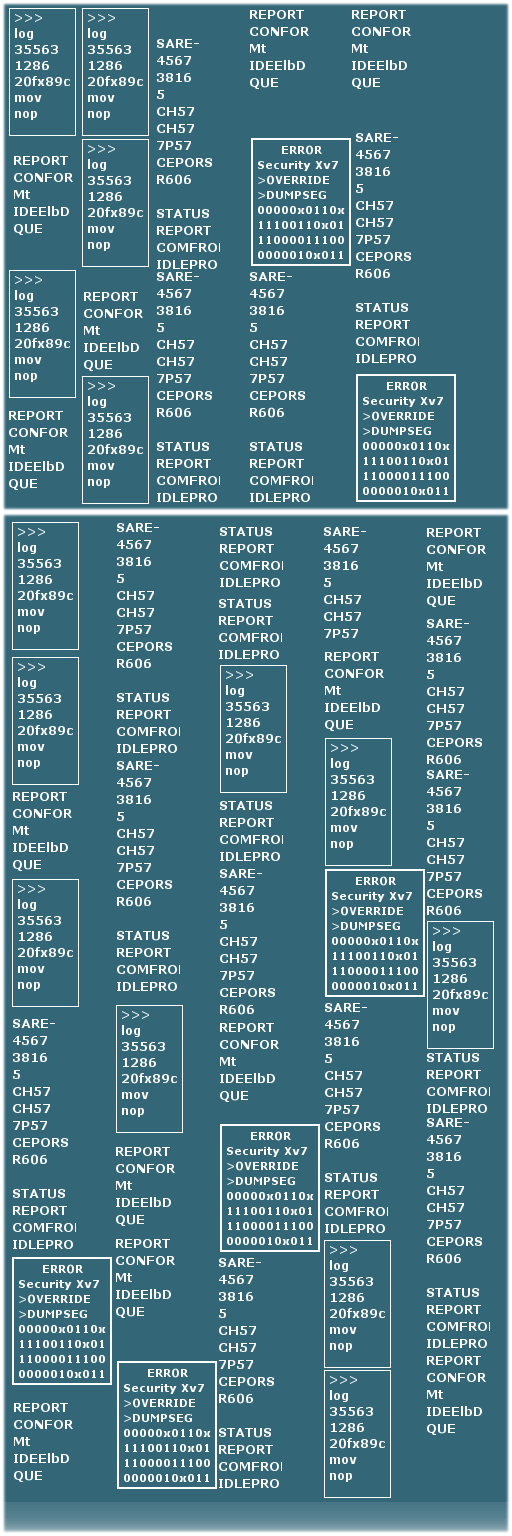 >>>
log
35563
1286
20fx89c
mov
nop
REPORT
CONFOR
Mt
IDEElbD
QUE
>>>
log
35563
1286
20fx89c
mov
nop
REPORT
CONFOR
Mt
IDEElbD
QUE
>>>
log
35563
1286
20fx89c
mov
nop
>>>
log
35563
1286
20fx89c
mov
nop
REPORT
CONFOR
Mt
IDEElbD
QUE
>>>
log
35563
1286
20fx89c
mov
nop
SARE-
4567
3816
5
CH57
CH57
7P57
CEPORS
R606
STATUS
REPORT
COMFROI
IDLEPRO
SARE-
4567
3816
5
CH57
CH57
7P57
CEPORS
R606
STATUS
REPORT
COMFROI
IDLEPRO
REPORT
CONFOR
Mt
IDEElbD
QUE
ERROR
Security Xv7
>OVERRIDE
>DUMPSEG
00000x0110x
11100110x01
11000011100
0000010x011
SARE-
4567
3816
5
CH57
CH57
7P57
CEPORS
R606
STATUS
REPORT
COMFROI
IDLEPRO
REPORT
CONFOR
Mt
IDEElbD
QUE
SARE-
4567
3816
5
CH57
CH57
7P57
CEPORS
R606
STATUS
REPORT
COMFROI
IDLEPRO
ERROR
Security Xv7
>OVERRIDE
>DUMPSEG
00000x0110x
11100110x01
11000011100
0000010x011
>>>
log
35563
1286
20fx89c
mov
nop
>>>
log
35563
1286
20fx89c
mov
nop
REPORT
CONFOR
Mt
IDEElbD
QUE
>>>
log
35563
1286
20fx89c
mov
nop
SARE-
4567
3816
5
CH57
CH57
7P57
CEPORS
R606
STATUS
REPORT
COMFROI
IDLEPRO
ERROR
Security Xv7
>OVERRIDE
>DUMPSEG
00000x0110x
11100110x01
11000011100
0000010x011
REPORT
CONFOR
Mt
IDEElbD
QUE
SARE-
4567
3816
5
CH57
CH57
7P57
CEPORS
R606
STATUS
REPORT
COMFROI
IDLEPRO
SARE-
4567
3816
5
CH57
CH57
7P57
CEPORS
R606
STATUS
REPORT
COMFROI
IDLEPRO
>>>
log
35563
1286
20fx89c
mov
nop
REPORT
CONFOR
Mt
IDEElbD
QUE
REPORT
CONFOR
Mt
IDEElbD
QUE
ERROR
Security Xv7
>OVERRIDE
>DUMPSEG
00000x0110x
11100110x01
11000011100
0000010x011
STATUS
REPORT
COMFROI
IDLEPRO
STATUS
REPORT
COMFROI
IDLEPRO
>>>
log
35563
1286
20fx89c
mov
nop
STATUS
REPORT
COMFROI
IDLEPRO
SARE-
4567
3816
5
CH57
CH57
7P57
CEPORS
R606
REPORT
CONFOR
Mt
IDEElbD
QUE
ERROR
Security Xv7
>OVERRIDE
>DUMPSEG
00000x0110x
11100110x01
11000011100
0000010x011
SARE-
4567
3816
5
CH57
CH57
7P57
CEPORS
R606
STATUS
REPORT
COMFROI
IDLEPRO
SARE-
4567
3816
5
CH57
CH57
7P57
REPORT
CONFOR
Mt
IDEElbD
QUE
>>>
log
35563
1286
20fx89c
mov
nop
ERROR
Security Xv7
>OVERRIDE
>DUMPSEG
00000x0110x
11100110x01
11000011100
0000010x011
SARE-
4567
3816
5
CH57
CH57
7P57
CEPORS
R606
STATUS
REPORT
COMFROI
IDLEPRO
>>>
log
35563
1286
20fx89c
mov
nop
>>>
log
35563
1286
20fx89c
mov
nop
REPORT
CONFOR
Mt
IDEElbD
QUE
SARE-
4567
3816
5
CH57
CH57
7P57
CEPORS
R606
SARE-
4567
3816
5
CH57
CH57
7P57
CEPORS
R606
>>>
log
35563
1286
20fx89c
mov
nop
STATUS
REPORT
COMFROI
IDLEPRO
SARE-
4567
3816
5
CH57
CH57
7P57
CEPORS
R606
STATUS
REPORT
COMFROI
IDLEPRO
REPORT
CONFOR
Mt
IDEElbD
QUE